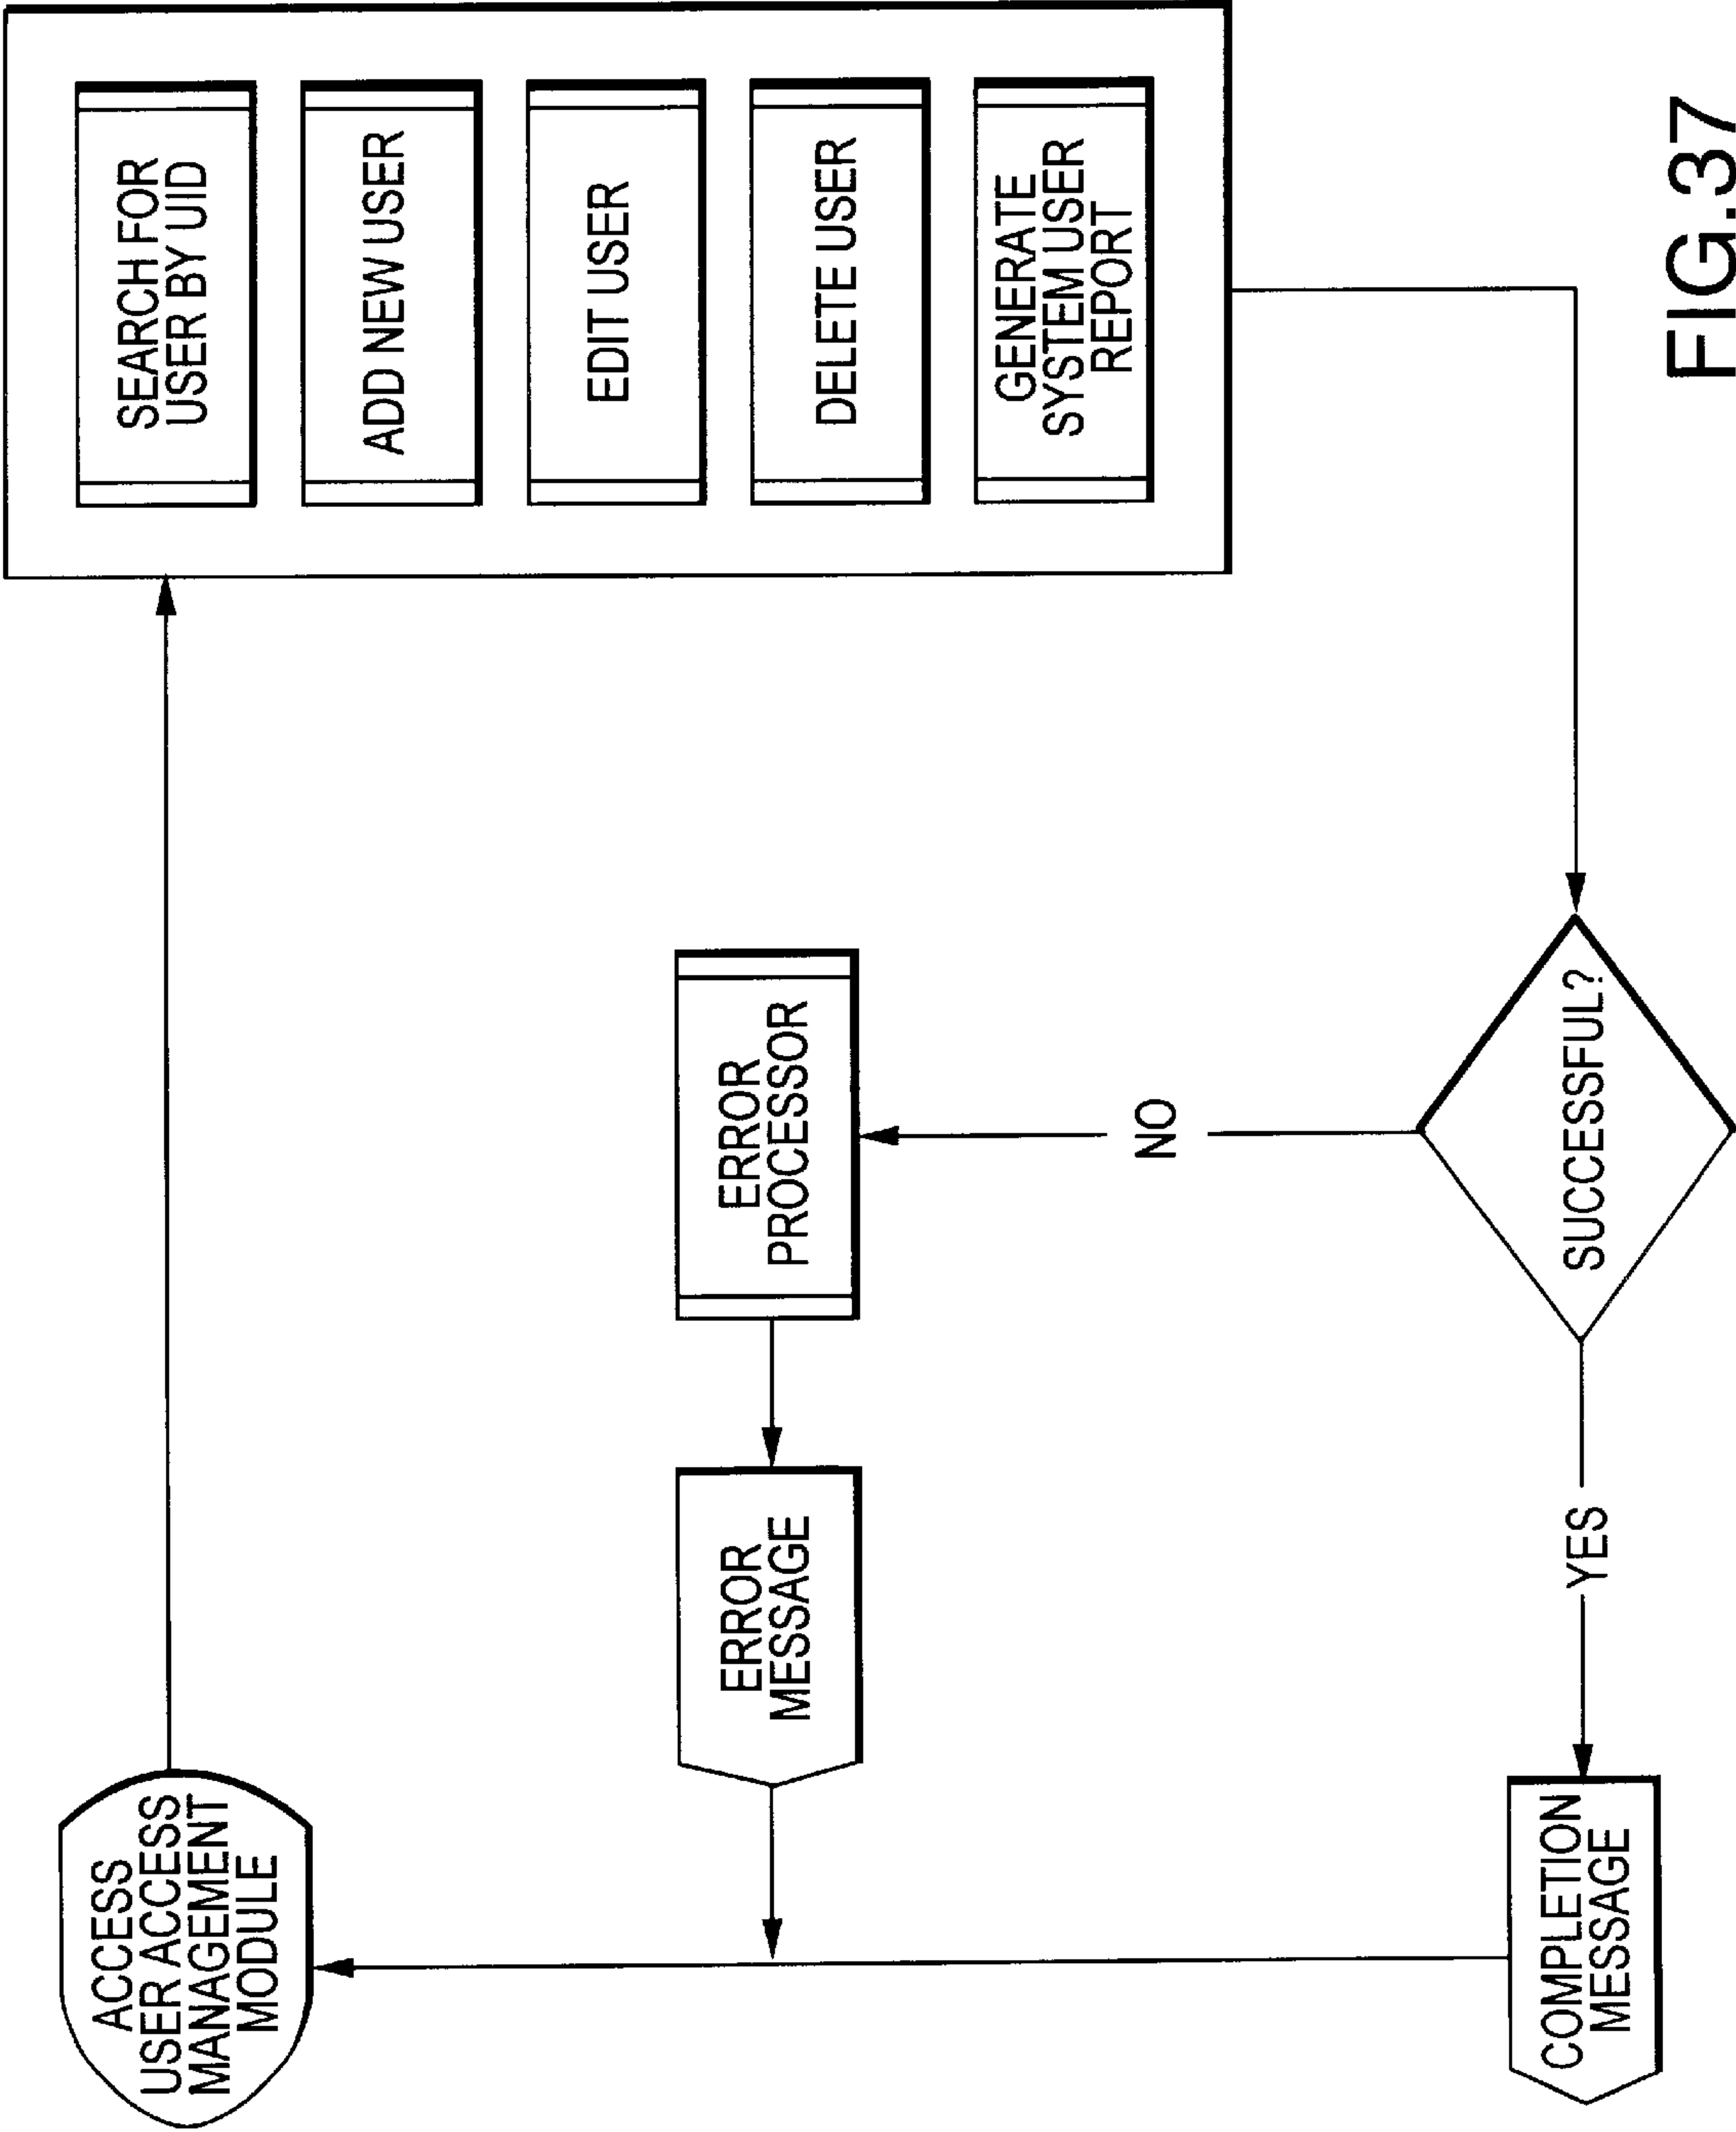 ACCESS
USER ACCESS
MANAGEMENT
MODULE
SEARCH FOR
USER BY UID
ADD NEW USER
EDIT USER
DELETE USER
GENERATE
SYSTEM USER
REPORT
ERROR
MESSAGE
ERROR
PROCESSOR
NO
COMPLETION
MESSAGE
YES
SUCCESSFUL?
FIG.37